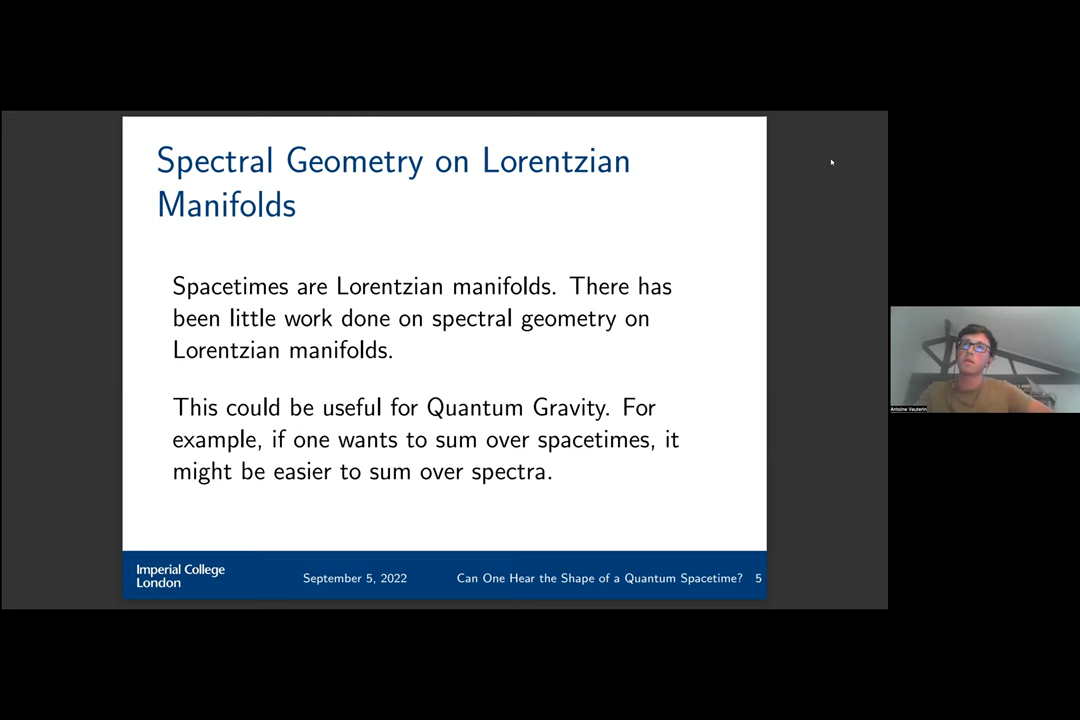 Spectral Geometry on Lorentzian
Manifolds
Spacetimes are Lorentzian manifolds. There has
been little work done on spectral geometry on
Lorentzian manifolds.
This could be useful for Quantum Gravity. For
example, if one wants to sum over spacetimes, it
might be easier to sum over spectra.
Imperial College
London
September 5, 2022
Can One Hear the Shape of a Quantum Spacetime?
5
Antoine Vauterin